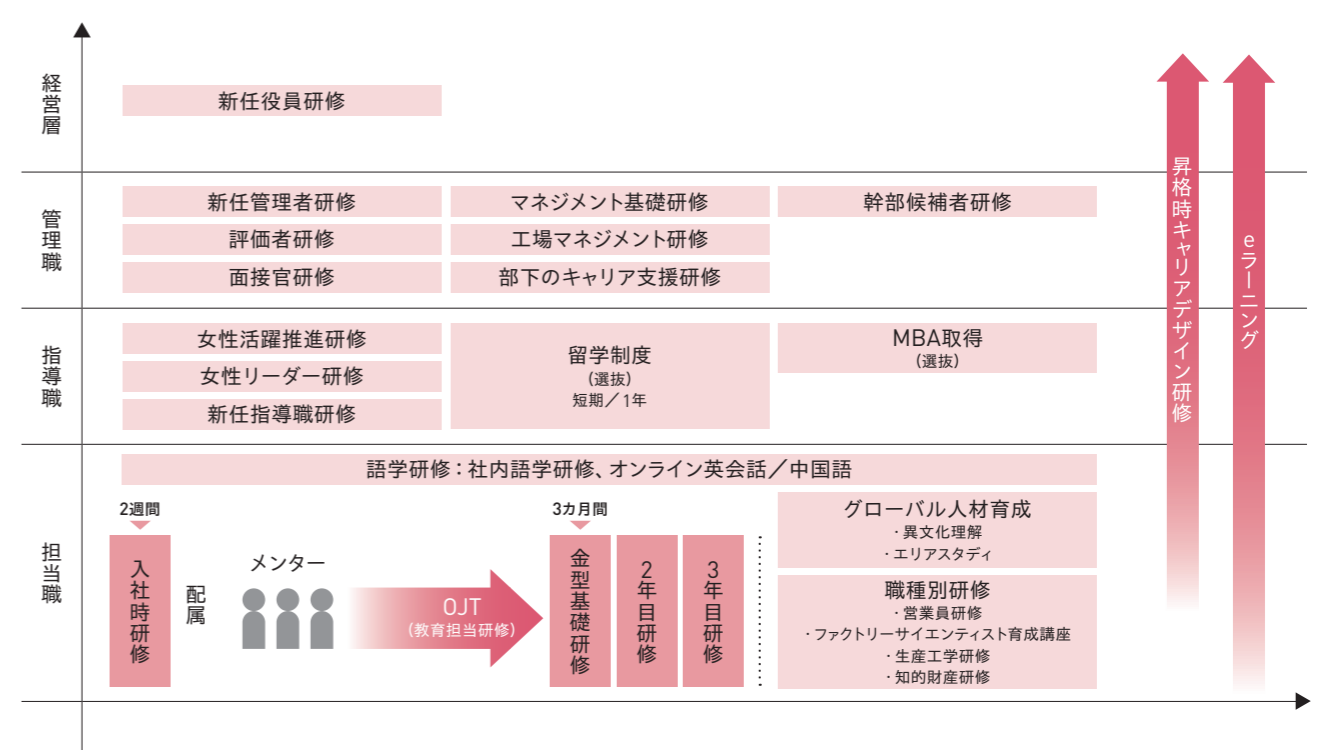 経営層
新任役員研修
管理職
新任管理者研修
マネジメント基礎研修
幹部候補者研修
評価者研修
工場マネジメント研修
面接官研修
部下のキャリア支援研修
指導職
女性活躍推進研修
女性リーダー研修
新任指導職研修
留学制度
(選抜)
短期／1年
MBA取得
(選抜)
担当職
語学研修：社内語学研修、オンライン英会話／中国語
2週間
入社時研修
配属
メンター
OJT
(教育担当研修)
3カ月間
金型基礎研修
2年目研修
3年目研修
グローバル人材育成
・異文化理解
・エリアスタディ
職種別研修
・営業員研修
・ファクトリーサイエンティスト育成講座
・生産工学研修
・知的財産研修
昇格時キャリアデザイン研修
eラーニング